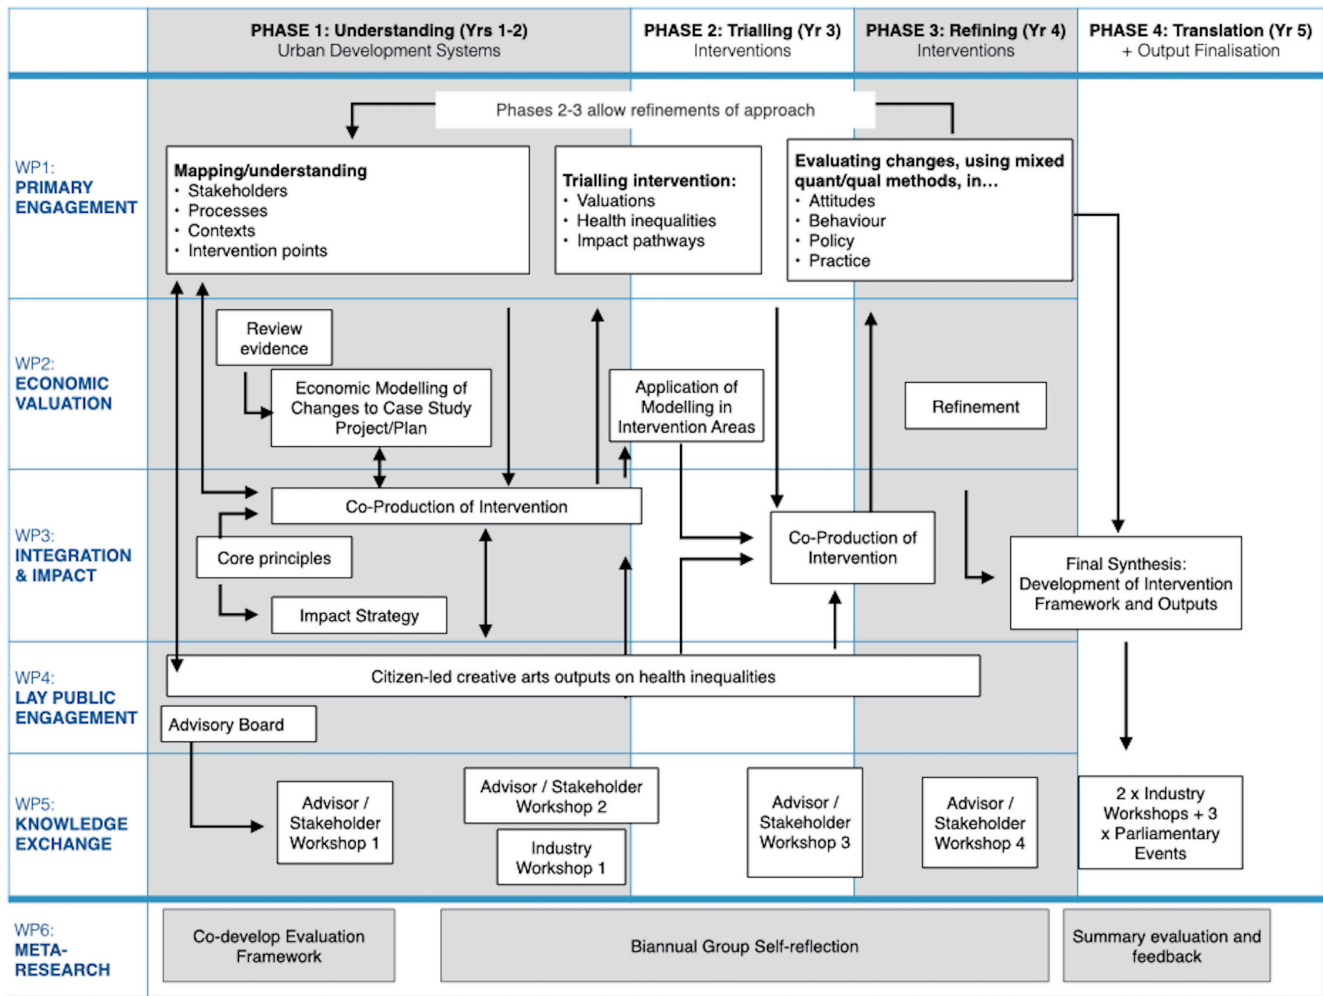 PHASE 1: Understanding (Yrs 1-2)
Urban Development Systems
PHASE 2: Trialling (Yr 3)
Interventions
PHASE 3: Refining (Yr 4)
Interventions
PHASE 4: Translation (Yr 5)
+ Output Finalisation
Phases 2-3 allow refinements of approach
WP1:
PRIMARY
ENGAGEMENT
Mapping/understanding
• Stakeholders
• Processes
• Contexts
• Intervention points
Trialling intervention:
• Valuations
• Health inequalities
• Impact pathways
Evaluating changes, using mixed
quant/qual methods, in...
• Attitudes
• Behaviour
• Policy
• Practice
WP2:
ECONOMIC
VALUATION
Review
evidence
Economic Modelling of
Changes to Case Study
Project/Plan
Application of
Modelling in
Intervention Areas
Refinement
WP3:
INTEGRATION
& IMPACT
Co-Production of Intervention
Core principles
Impact Strategy
Co-Production of
Intervention
Final Synthesis:
Development of Intervention
Framework and Outputs
WP4:
LAY PUBLIC
ENGAGEMENT
Citizen-led creative arts outputs on health inequalities
Advisory Board
WP5:
KNOWLEDGE
EXCHANGE
Advisor /
Stakeholder
Workshop 1
Advisor / Stakeholder
Workshop 2
Industry
Workshop 1
Advisor /
Stakeholder
Workshop 3
Advisor /
Stakeholder
Workshop 4
2 x Industry
Workshops + 3
x Parliamentary
Events
WP6:
META-
RESEARCH
Co-develop Evaluation
Framework
Biannual Group Self-reflection
Summary evaluation and
feedback